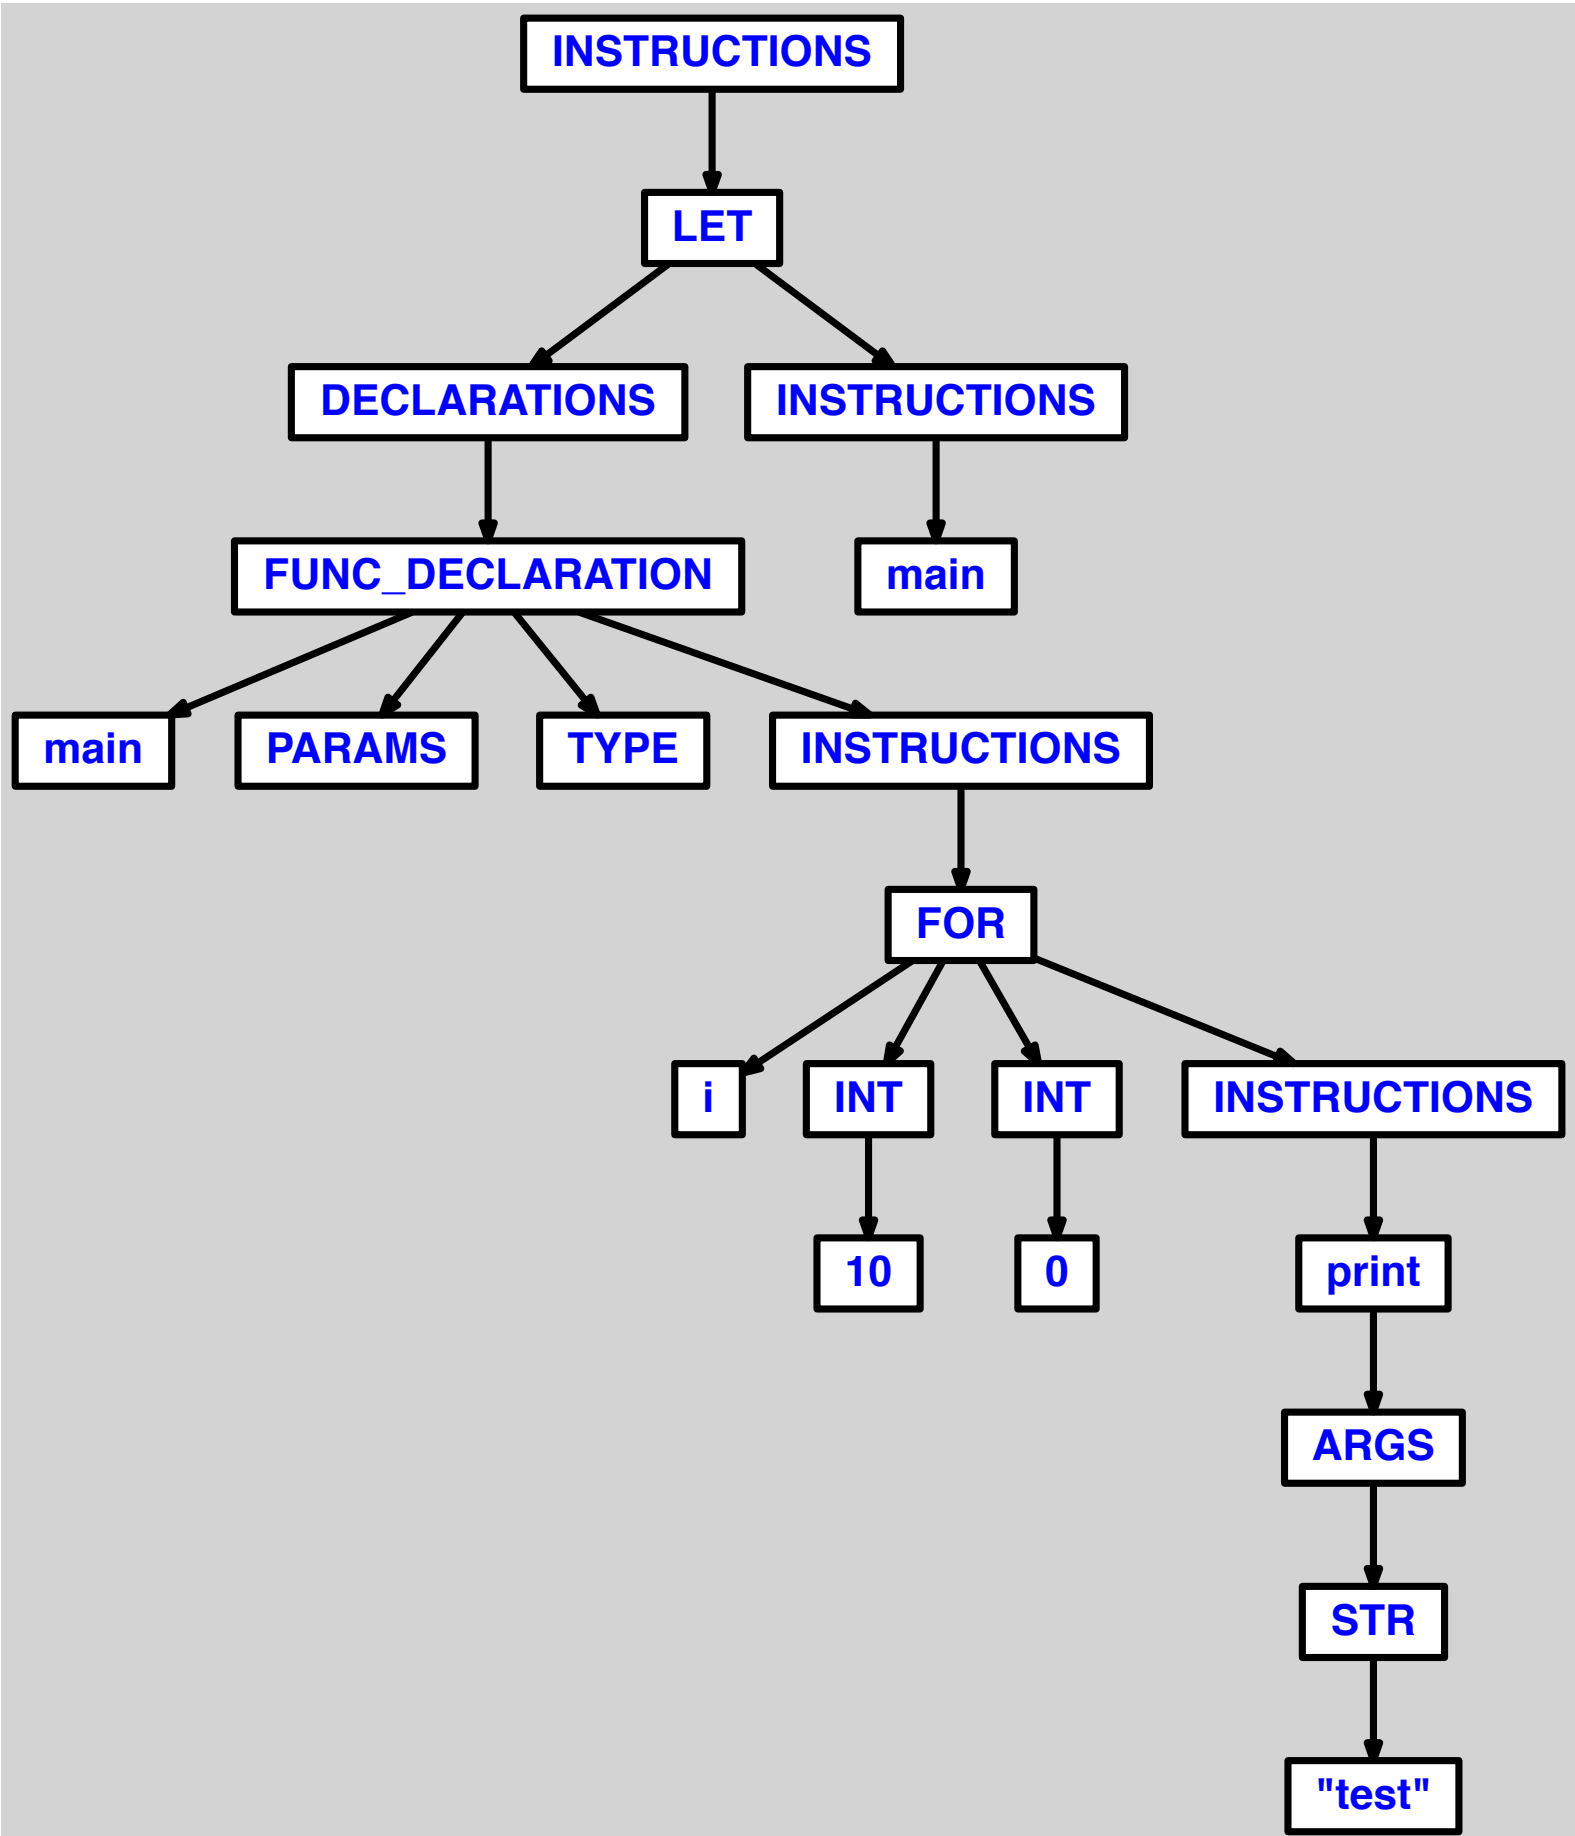 INSTRUCTIONS
LET
DECLARATIONS
INSTRUCTIONS
FUNC_DECLARATION
main
main
PARAMS
TYPE
INSTRUCTIONS
FOR
i
INT
INT
INSTRUCTIONS
10
0
print
ARGS
STR
"test"